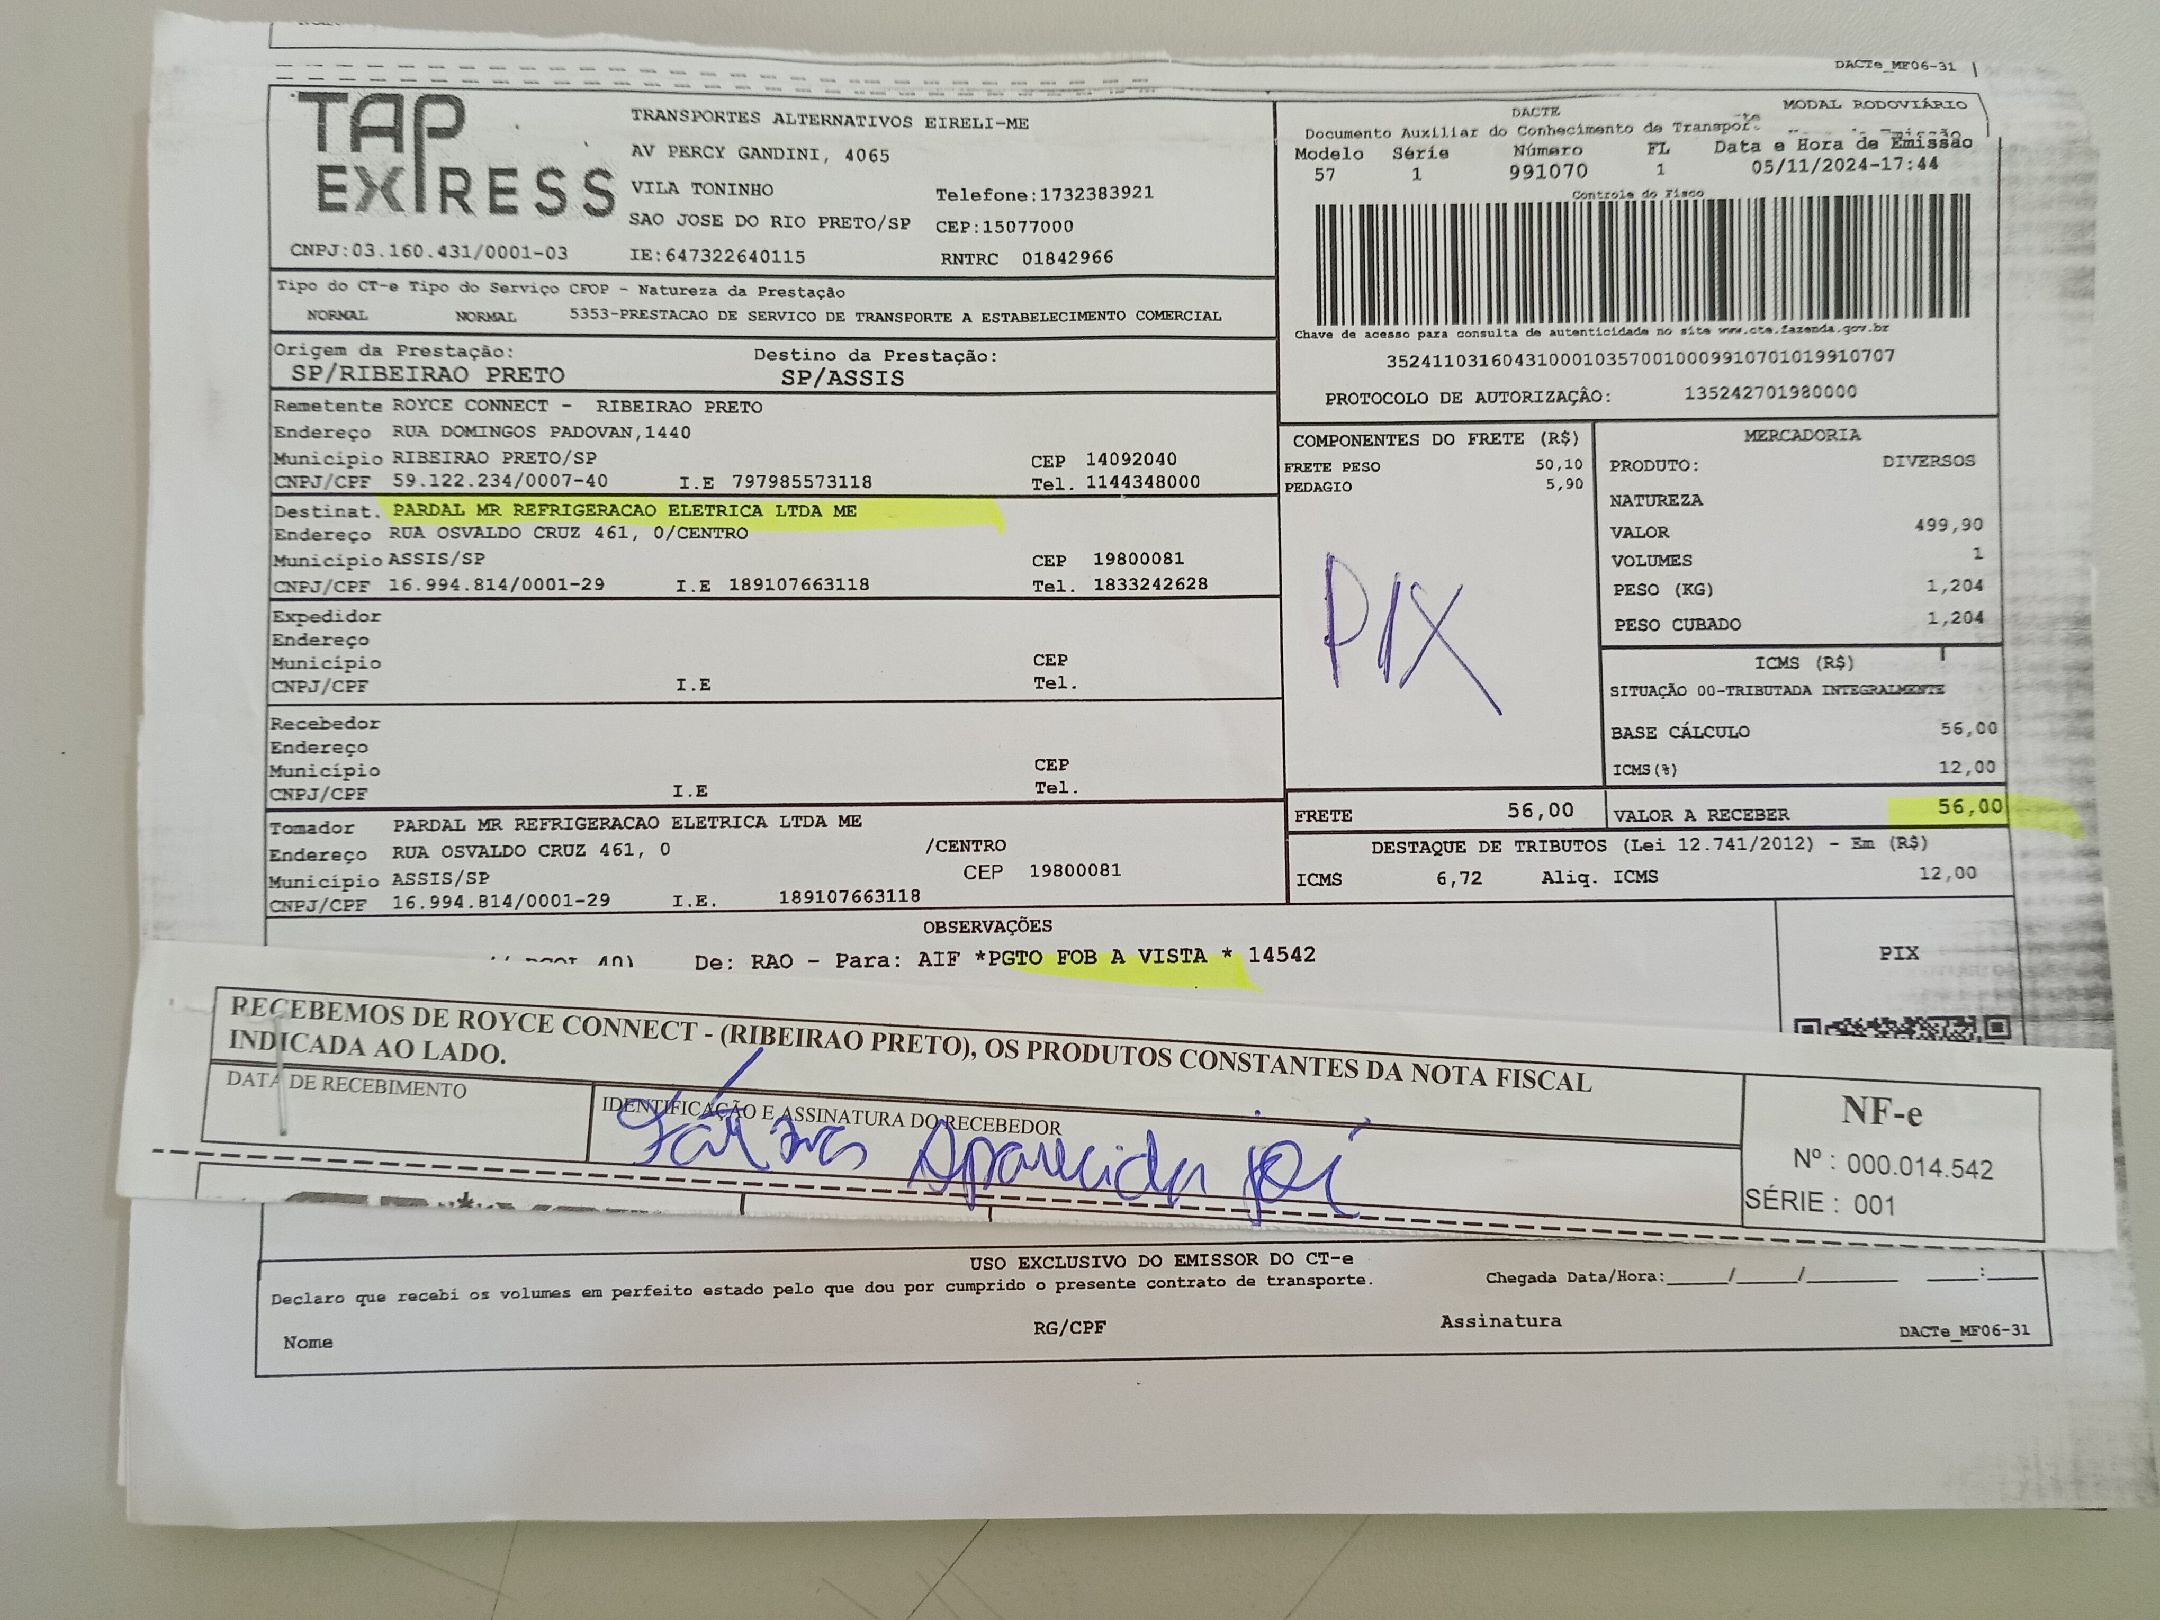 DACTe_MF06-31
TAP EXPRESS
TRANSPORTES ALTERNATIVOS EIRELI-ME
AV PERCY GANDINI, 4065
VILA TONINHO Telefone:1732383921
SAO JOSE DO RIO PRETO/SP CEP:15077000
CNPJ:03.160.431/0001-03 IE:647322640115 RNTRC 01842966
DACTE MODAL RODOVIÁRIO
Documento Auxiliar do Conhecimento de Transporte
Modelo Série Número FL Data e Hora de Emissão
57 1 991070 1 05/11/2024-17:44
Controle do Fisco
Chave de acesso para consulta de autenticidade no site www.cte.fazenda.gov.br
35241103160431000103570010009910701019910707
PROTOCOLO DE AUTORIZAÇÂO: 135242701980000
Tipo do CT-e Tipo do Serviço CFOP - Natureza da Prestação
NORMAL NORMAL 5353-PRESTACAO DE SERVICO DE TRANSPORTE A ESTABELECIMENTO COMERCIAL
Origem da Prestação: Destino da Prestação:
SP/RIBEIRAO PRETO SP/ASSIS
Remetente ROYCE CONNECT - RIBEIRAO PRETO
Endereço RUA DOMINGOS PADOVAN,1440
Município RIBEIRAO PRETO/SP CEP 14092040
CNPJ/CPF 59.122.234/0007-40 I.E 797985573118 Tel. 1144348000
Destinat. PARDAL MR REFRIGERACAO ELETRICA LTDA ME
Endereço RUA OSVALDO CRUZ 461, 0/CENTRO
Município ASSIS/SP CEP 19800081
CNPJ/CPF 16.994.814/0001-29 I.E 189107663118 Tel. 1833242628
Expedidor
Endereço
Município CEP
CNPJ/CPF I.E Tel.
Recebedor
Endereço
Município CEP
CNPJ/CPF I.E Tel.
Tomador PARDAL MR REFRIGERACAO ELETRICA LTDA ME
Endereço RUA OSVALDO CRUZ 461, 0 /CENTRO
Município ASSIS/SP CEP 19800081
CNPJ/CPF 16.994.814/0001-29 I.E. 189107663118
COMPONENTES DO FRETE (R$)
FRETE PESO 50,10
PEDAGIO 5,90
PIX
MERCADORIA
PRODUTO: DIVERSOS
NATUREZA
VALOR 499,90
VOLUMES 1
PESO (KG) 1,204
PESO CUBADO 1,204
ICMS (R$)
SITUAÇÃO 00-TRIBUTADA INTEGRALMENTE
BASE CÁLCULO 56,00
ICMS(%) 12,00
FRETE 56,00 VALOR A RECEBER 56,00
DESTAQUE DE TRIBUTOS (Lei 12.741/2012) - Em (R$)
ICMS 6,72 Aliq. ICMS 12,00
OBSERVAÇÕES
De: RAO - Para: AIF *PGTO FOB A VISTA * 14542
PIX
RECEBEMOS DE ROYCE CONNECT - (RIBEIRAO PRETO), OS PRODUTOS CONSTANTES DA NOTA FISCAL
INDICADA AO LADO.
DATA DE RECEBIMENTO IDENTIFICAÇÃO E ASSINATURA DO RECEBEDOR
Aparecida
NF-e
Nº : 000.014.542
SÉRIE : 001
USO EXCLUSIVO DO EMISSOR DO CT-e
Declaro que recebi os volumes em perfeito estado pelo que dou por cumprido o presente contrato de transporte. Chegada Data/Hora:_____/_____/________ ____:____
Nome RG/CPF Assinatura
DACTe_MF06-31